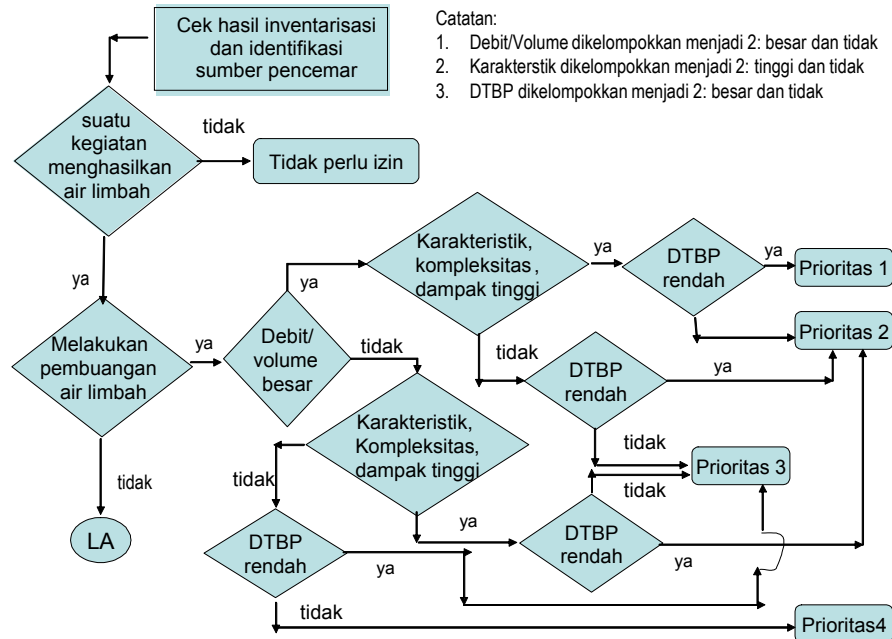 Cek hasil inventarisasi
dan identifikasi
sumber pencemar
Catatan:
1. Debit/Volume dikelompokkan menjadi 2: besar dan tidak
2. Karakterstik dikelompokkan menjadi 2: tinggi dan tidak
3. DTBP dikelompokkan menjadi 2: besar dan tidak
suatu
kegiatan
menghasilkan
air limbah
tidak
Tidak perlu izin
ya
Melakukan
pembuangan
air limbah
ya
tidak
LA
Debit/
volume
besar
ya
tidak
Karakteristik,
kompleksitas ,
dampak tinggi
ya
tidak
DTBP
rendah
ya
Prioritas 1
Prioritas 2
DTBP
rendah
ya
tidak
Prioritas 3
tidak
Karakteristik,
Kompleksitas,
dampak tinggi
tidak
ya
DTBP
rendah
ya
DTBP
rendah
ya
tidak
Prioritas4